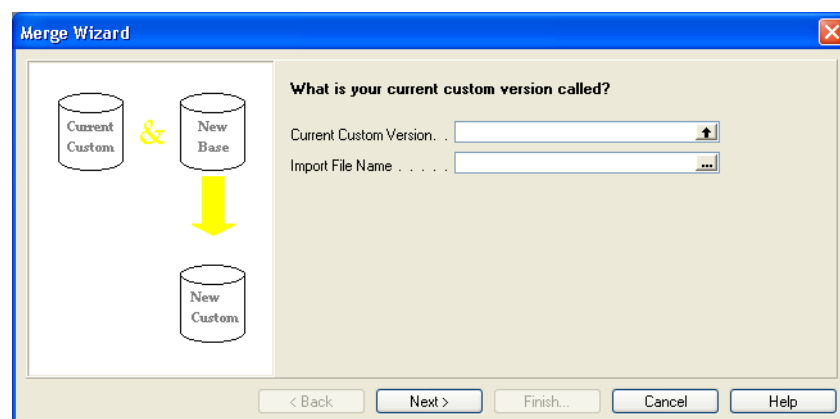 Merge Wizard
Current
Custom
&
New
Base
New
Custom
What is your current custom version called?
Current Custom Version. .
Import File Name . . . . .
...
< Back
Next >
Finish...
Cancel
Help